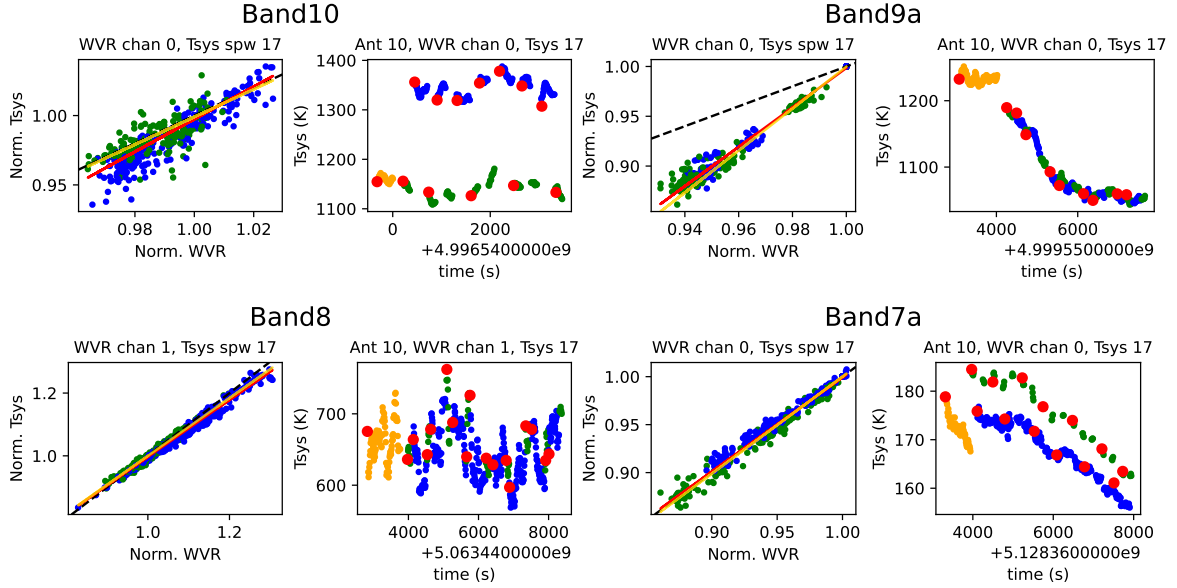 Band10
Band9a
WVR chan 0, Tsys spw 17
Ant 10, WVR chan 0, Tsys 17
WVR chan 0, Tsys spw 17
Ant 10, WVR chan 0, Tsys 17
Norm. Tsys
1.00
0.95
0.98
1.00
1.02
Norm. WVR
Tsys (K)
1400
1300
1200
1100
0
2000
+4.9965400000e9
time (s)
Norm. Tsys
1.00
0.95
0.90
0.94
0.96
0.98
1.00
Norm. WVR
Tsys (K)
1200
1100
4000
6000
+4.9995500000e9
time (s)
Band8
Band7a
WVR chan 1, Tsys spw 17
Ant 10, WVR chan 1, Tsys 17
WVR chan 0, Tsys spw 17
Ant 10, WVR chan 0, Tsys 17
Norm. Tsys
1.2
1.0
1.0
1.2
Norm. WVR
Tsys (K)
700
600
4000
6000
8000
+5.0634400000e9
time (s)
Norm. Tsys
1.00
0.95
0.90
0.90
0.95
1.00
Norm. WVR
Tsys (K)
180
170
160
4000
6000
8000
+5.1283600000e9
time (s)